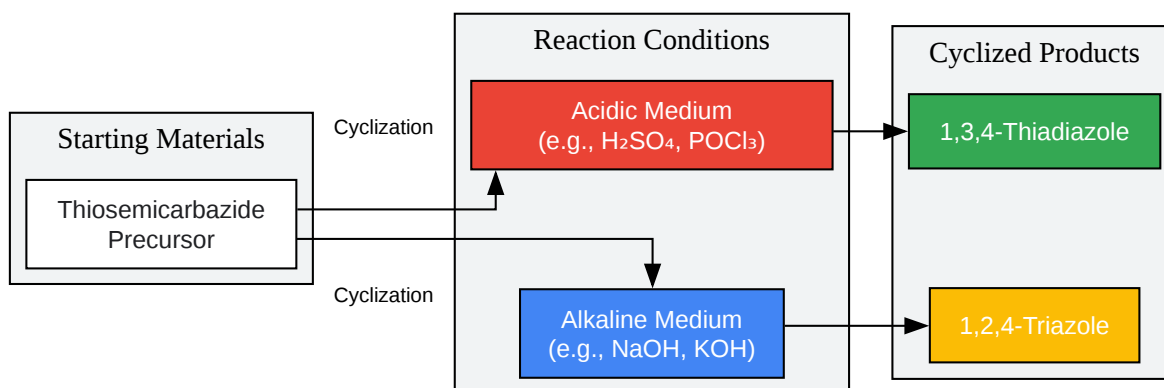 Starting Materials
Thiosemicarbazide
Precursor
Cyclization
Cyclization
Reaction Conditions
Acidic Medium
(e.g., H₂SO₄, POCl₃)
Alkaline Medium
(e.g., NaOH, KOH)
Cyclized Products
1,3,4-Thiadiazole
1,2,4-Triazole